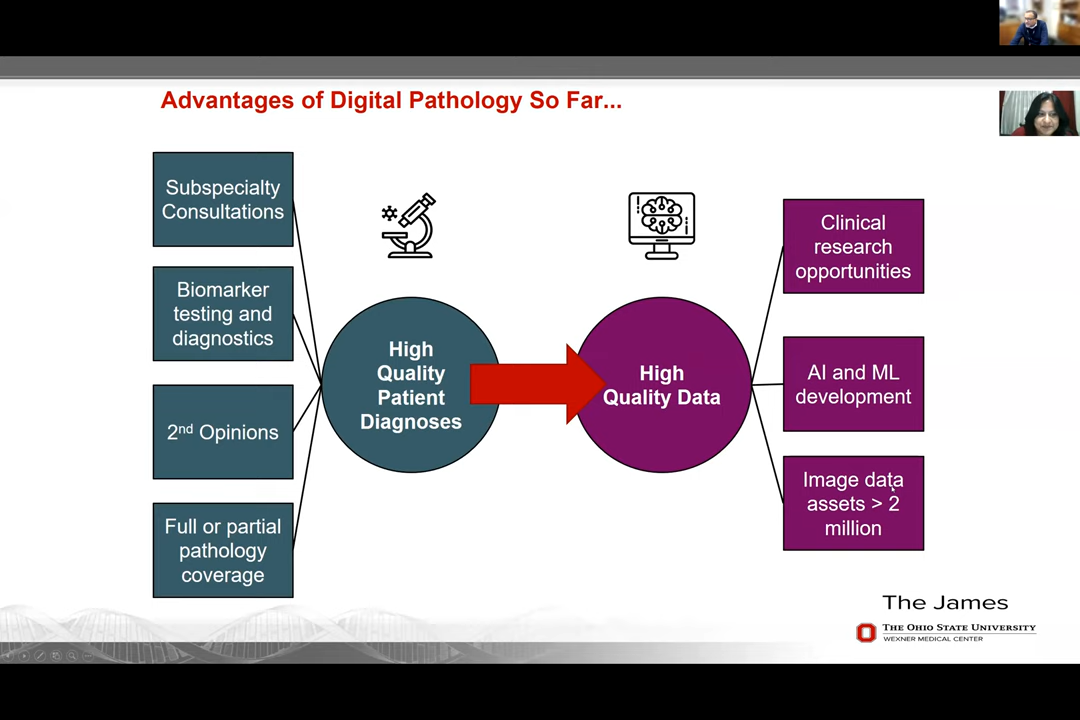 Advantages of Digital Pathology So Far...
Subspecialty
Consultations
Biomarker
testing and
diagnostics
2nd Opinions
Full or partial
pathology
coverage
High
Quality
Patient
Diagnoses
High
Quality Data
Clinical
research
opportunities
AI and ML
development
Image data
assets > 2
million
The James
THE OHIO STATE UNIVERSITY
WEXNER MEDICAL CENTER